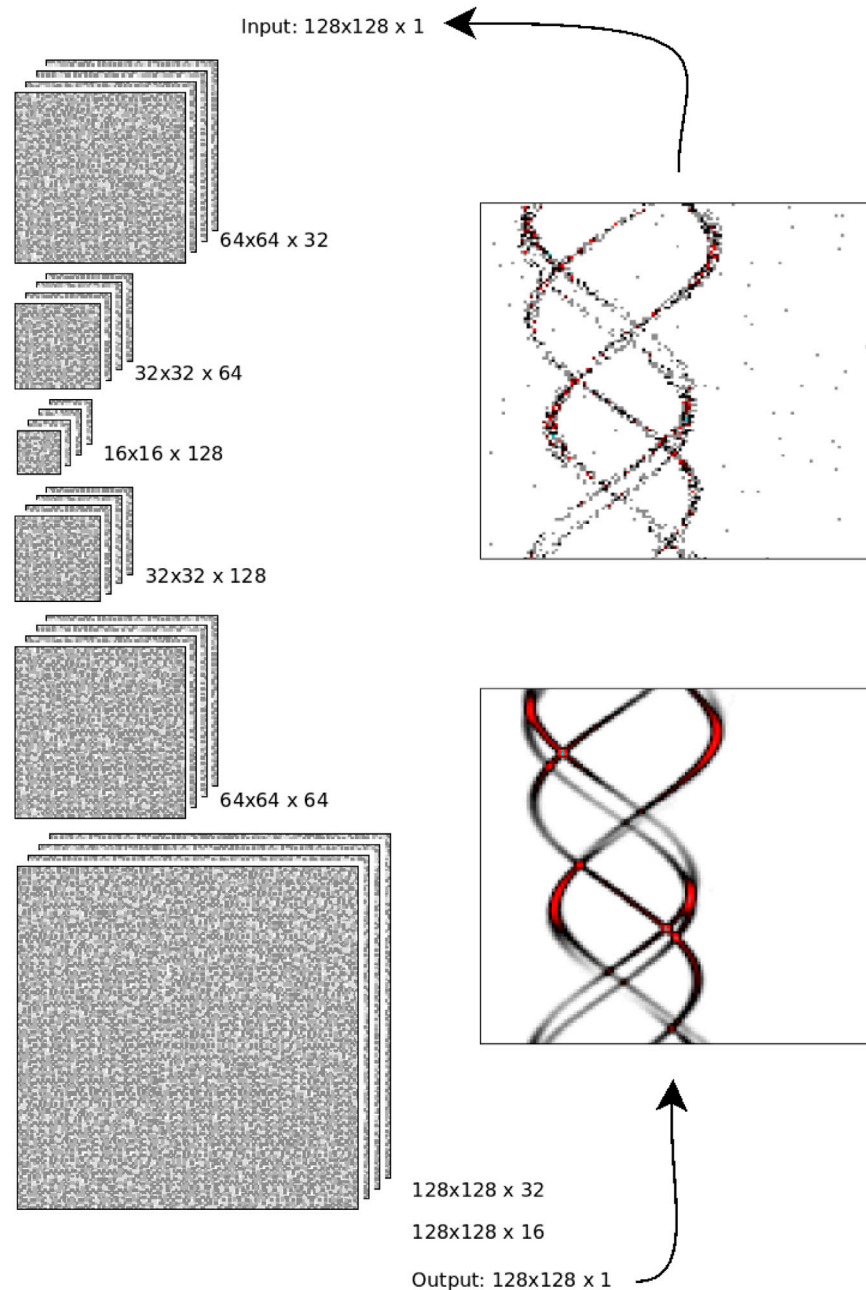 Input: 128x128 x 1
64x64 x 32
32x32 x 64
16x16 x 128
32x32 x 128
64x64 x 64
128x128 x 32
128x128 x 16
Output: 128x128 x 1